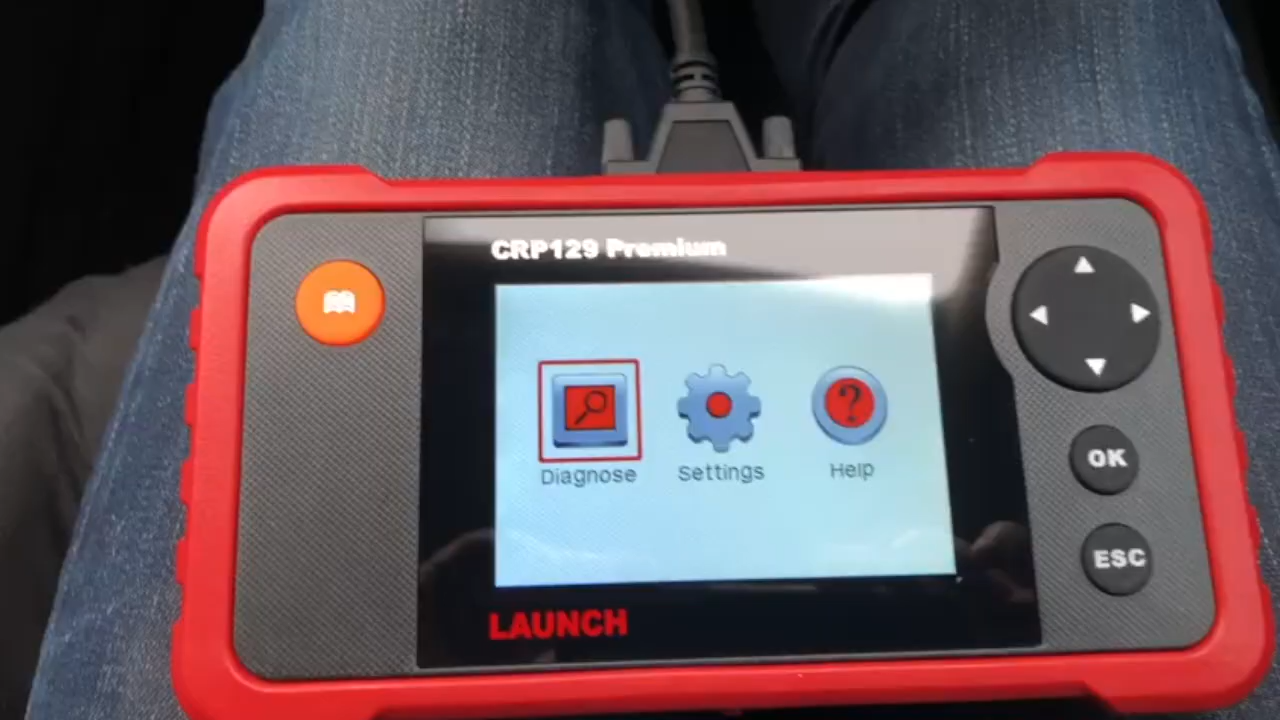 CRP129 Premium
Diagnose
Settings
Help
OK
ESC
LAUNCH